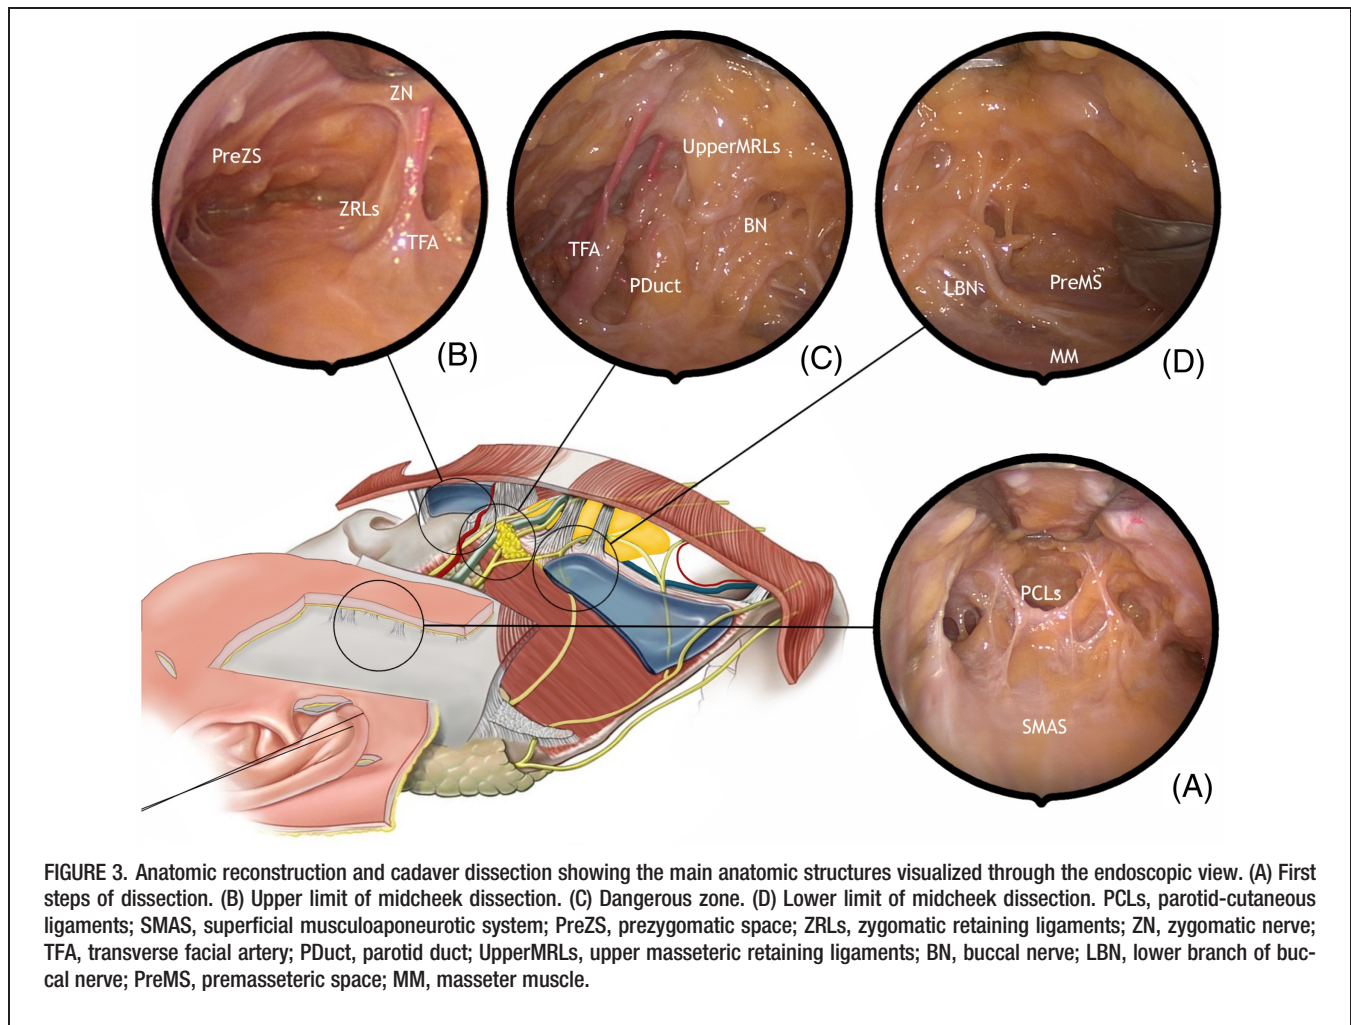 ZN
PreZS
ZRLs
TFA
(B)
UpperMRLs
BN
TFA
PDuct
(C)
LBN
PreMS
MM
(D)
PCLs
SMAS
(A)
FIGURE 3. Anatomic reconstruction and cadaver dissection showing the main anatomic structures visualized through the endoscopic view. (A) First
steps of dissection. (B) Upper limit of midcheek dissection. (C) Dangerous zone. (D) Lower limit of midcheek dissection. PCLs, parotid-cutaneous
ligaments; SMAS, superficial musculoaponeurotic system; PreZS, prezygomatic space; ZRLs, zygomatic retaining ligaments; ZN, zygomatic nerve;
TFA, transverse facial artery; PDuct, parotid duct; UpperMRLs, upper masseteric retaining ligaments; BN, buccal nerve; LBN, lower branch of buc-
cal nerve; PreMS, premasseteric space; MM, masseter muscle.